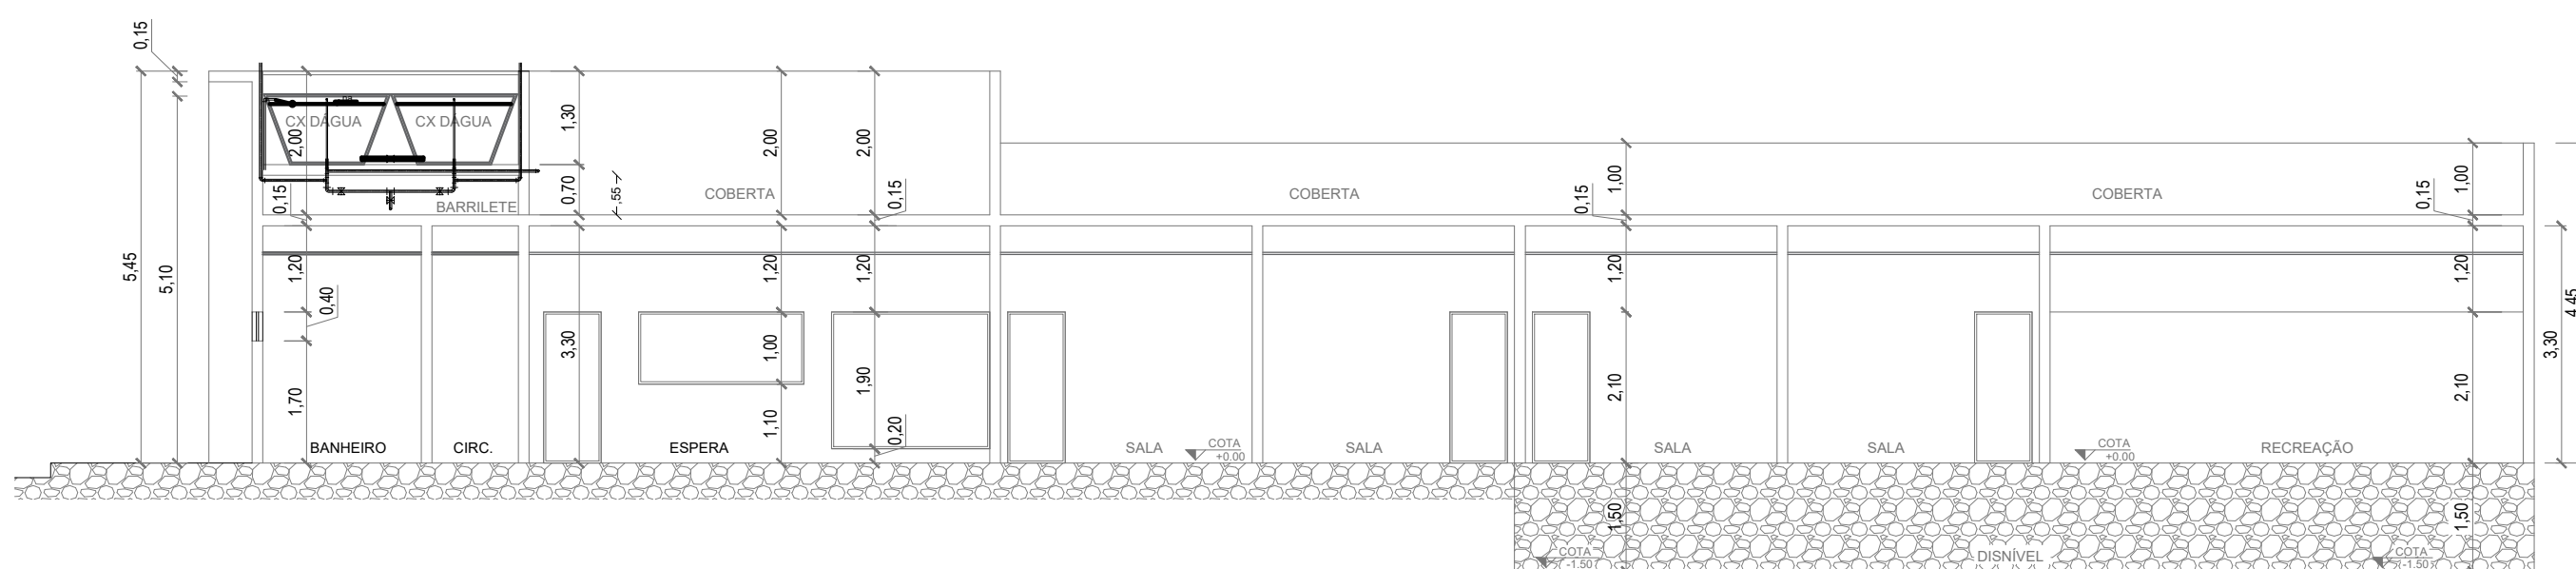 0,15
5,45
5,10
CX DÁGUA
CX DÁGUA
2,00
1,30
2,00
2,00
0,15
BARRILETE
0,70
,55
COBERTA
0,15
COBERTA
0,15
1,00
COBERTA
0,15
1,00
1,20
0,40
1,70
3,30
1,20
1,00
1,10
1,20
1,90
0,20
1,20
2,10
1,20
2,10
4,45
3,30
BANHEIRO
CIRC.
ESPERA
SALA
COTA
+0.00
SALA
SALA
SALA
COTA
+0.00
RECREAÇÃO
1,50
COTA
-1.50
DISNÍVEL
COTA
-1.50
1,50